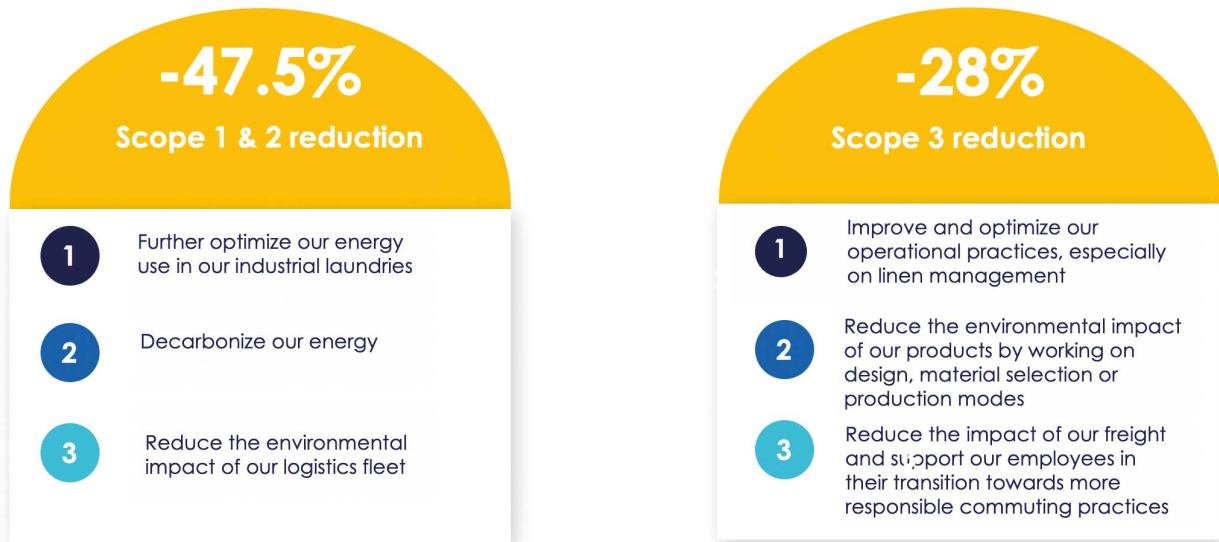 -47.5%
Scope 1 & 2 reduction
1
Further optimize our energy
use in our industrial laundries
2
Decarbonize our energy
3
Reduce the environmental
impact of our logistics fleet
-28%
Scope 3 reduction
1
Improve and optimize our
operational practices, especially
on linen management
2
Reduce the environmental impact
of our products by working on
design, material selection or
production modes
3
Reduce the impact of our freight
and support our employees in
their transition towards more
responsible commuting practices